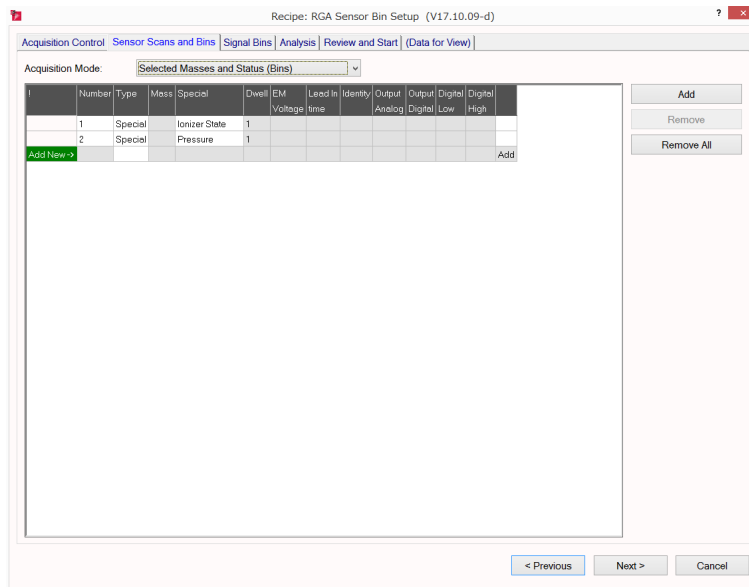 Recipe: RGA Sensor Bin Setup (V17.10.09-d)
? ×
Acquisition Control Sensor Scans and Bins Signal Bins Analysis Review and Start (Data for View)
Acquisition Mode: Selected Masses and Status (Bins)
! Number Type Mass Special Dwell EM Voltage Lead In time Identity Output Analog Output Digital Digital Low Digital High
1 Special Ionizer State 1
2 Special Pressure 1
Add New -> Add
Add
Remove
Remove All
< Previous Next > Cancel